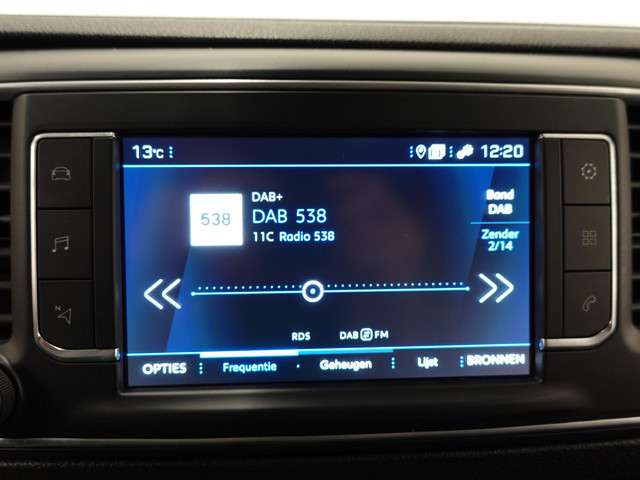 13°C
12:20
DAB+
538
DAB 538
11C Radio 538
Band
DAB
Zender
2/14
RDS
DAB FM
OPTIES
Frequentie
Geheugen
Lijst
BRONNEN
N